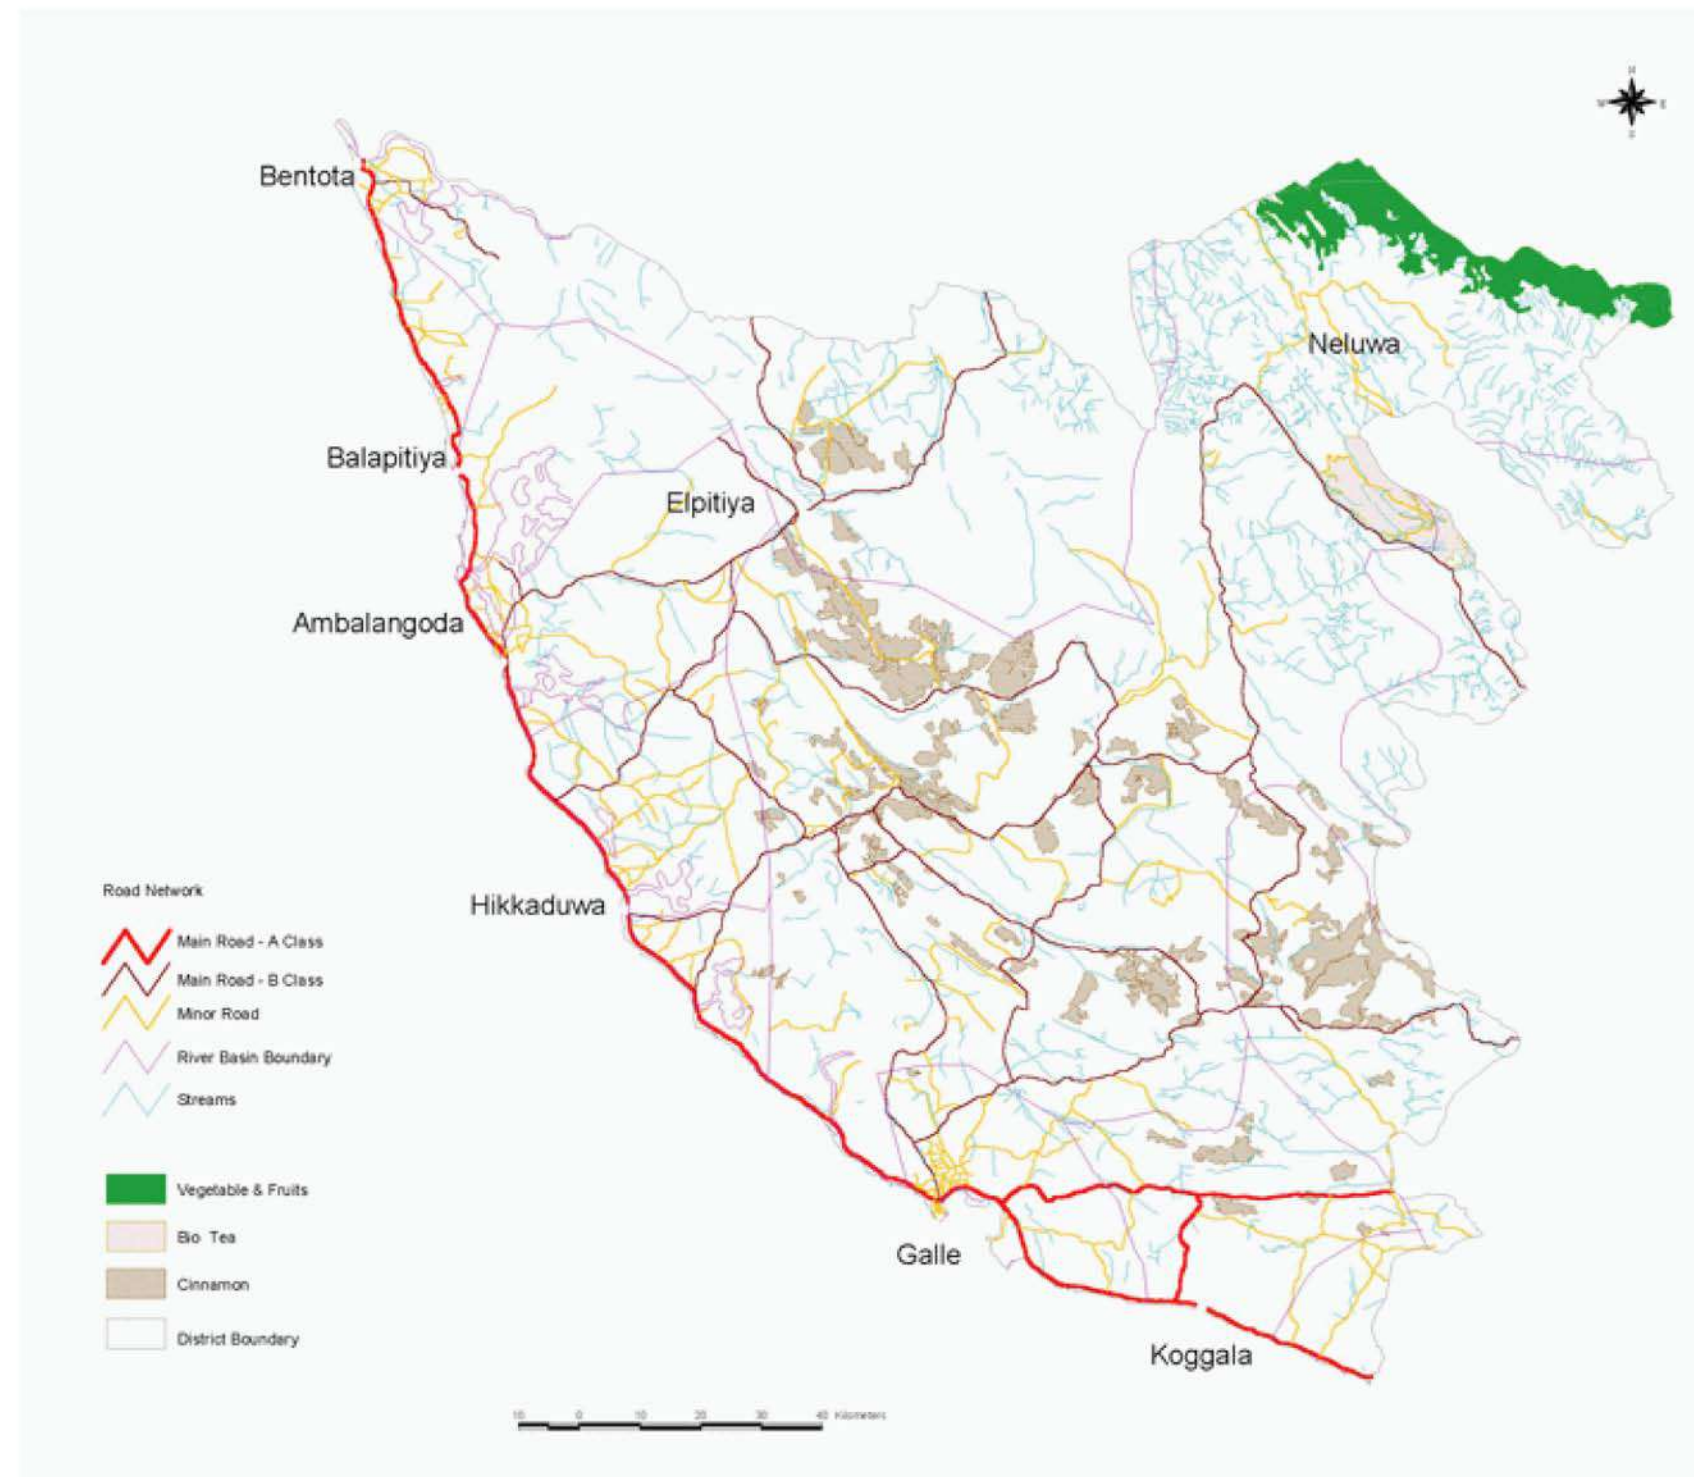 N
W E
S
Bentota
Neluwa
Balapitiya
Elpitiya
Ambalangoda
Road Network
Hikkaduwa
Main Road - A Class
Main Road - B Class
Minor Road
River Basin Boundary
Streams
Vegetable & Fruits
Bio Tea
Galle
Cinnamon
District Boundary
Koggala
10 0 10 20 30 40 Kilometers